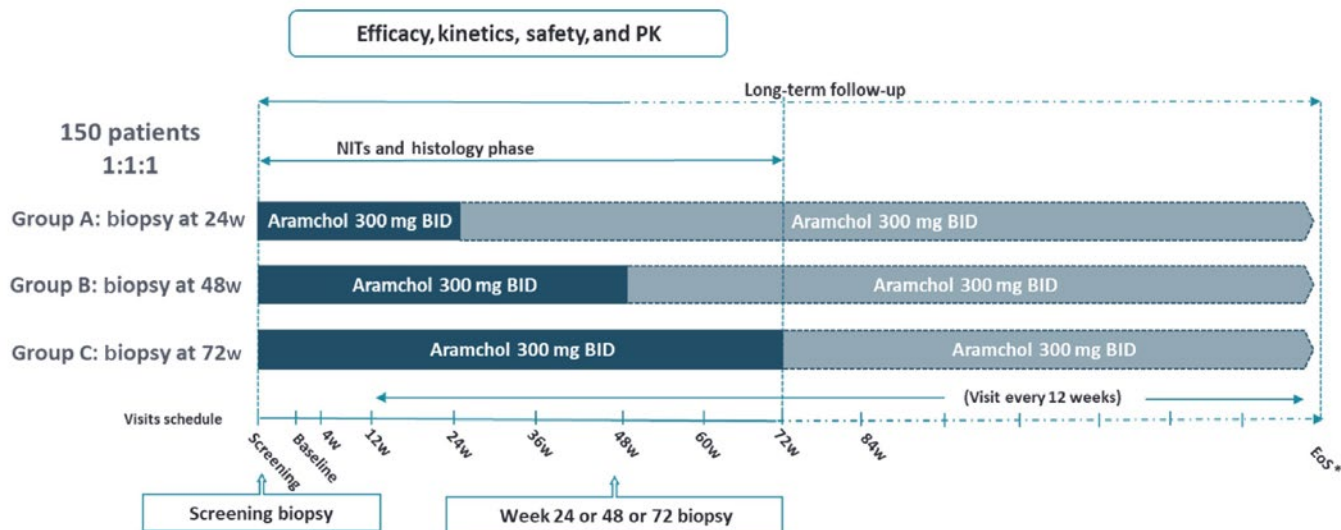 Efficacy, kinetics, safety, and PK
Long-term follow-up
150 patients
1:1:1
NITs and histology phase
Group A: biopsy at 24w
Aramchol 300 mg BID
Aramchol 300 mg BID
Group B: biopsy at 48w
Aramchol 300 mg BID
Aramchol 300 mg BID
Group C: biopsy at 72w
Aramchol 300 mg BID
Aramchol 300 mg BID
(Visit every 12 weeks)
Visits schedule
Screening
Baseline
4w
12w
24w
36w
48w
60w
72w
84w
EoS *
Screening biopsy
Week 24 or 48 or 72 biopsy